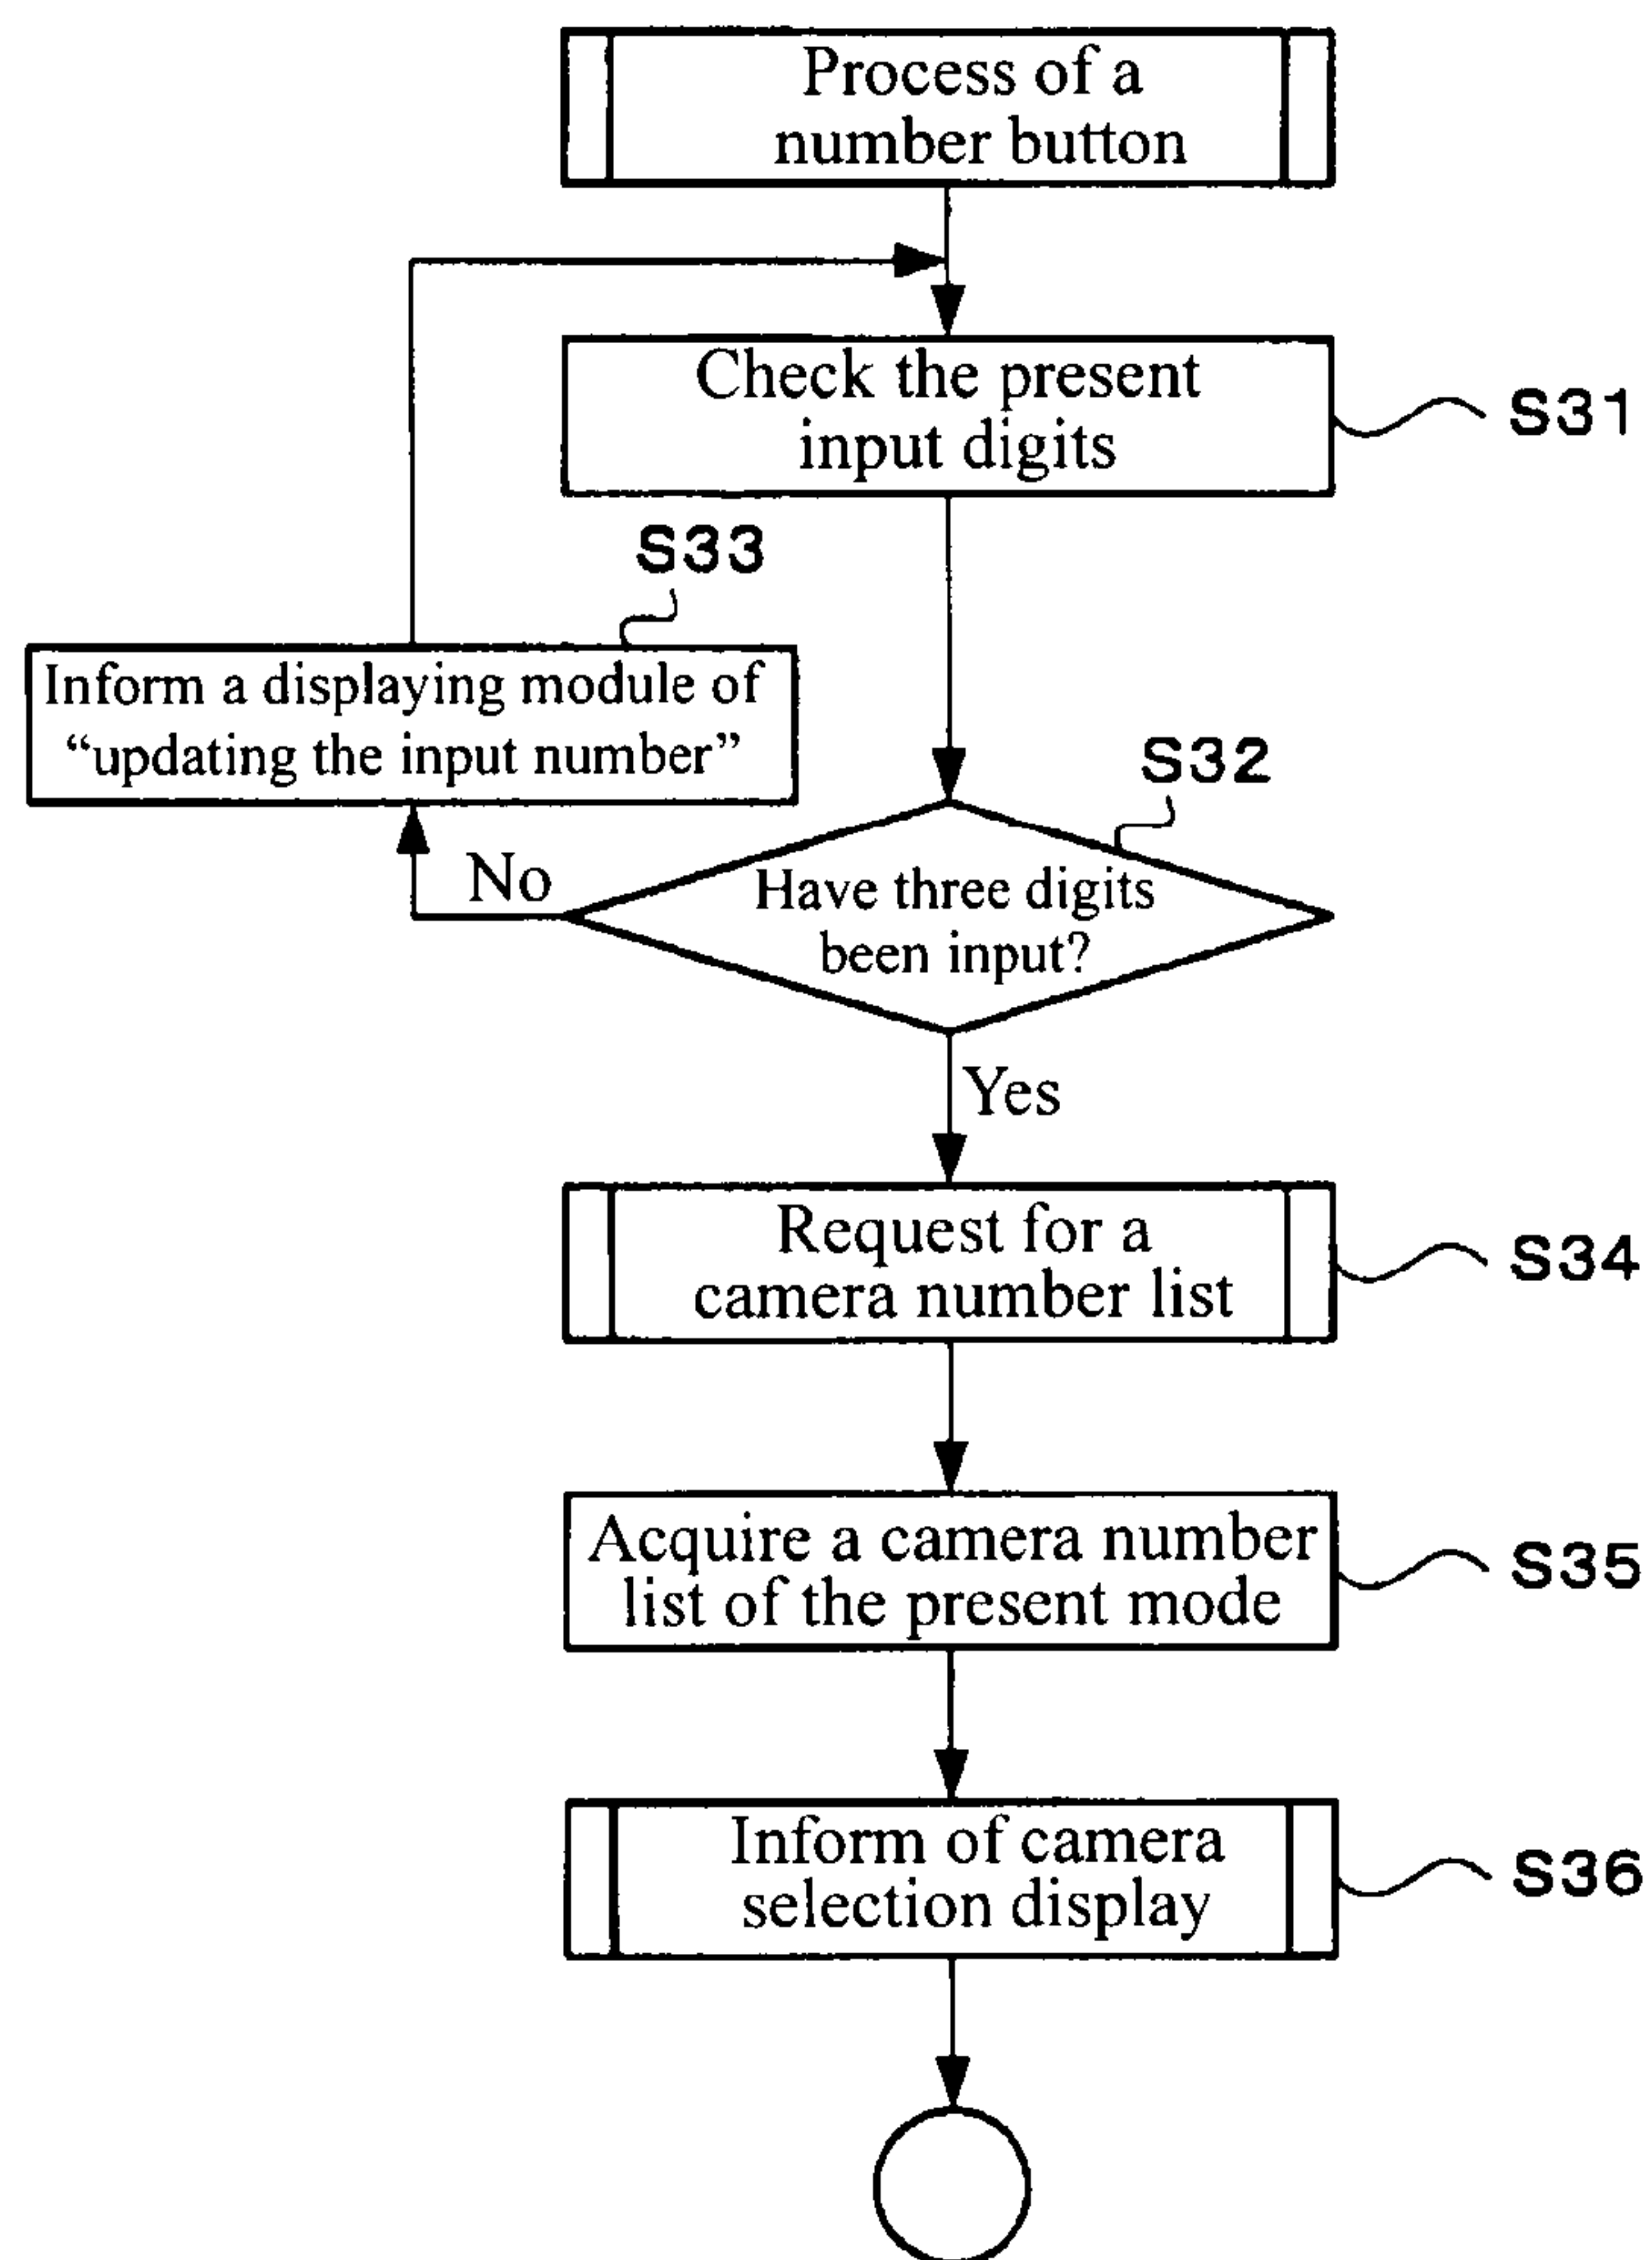 Process of a
number button
Check the present
input digits
S31
S33
Inform a displaying module of
“updating the input number”
S32
Have three digits
been input?
No
Yes
Request for a
camera number list
S34
Acquire a camera number
list of the present mode
S35
Inform of camera
selection display
S36